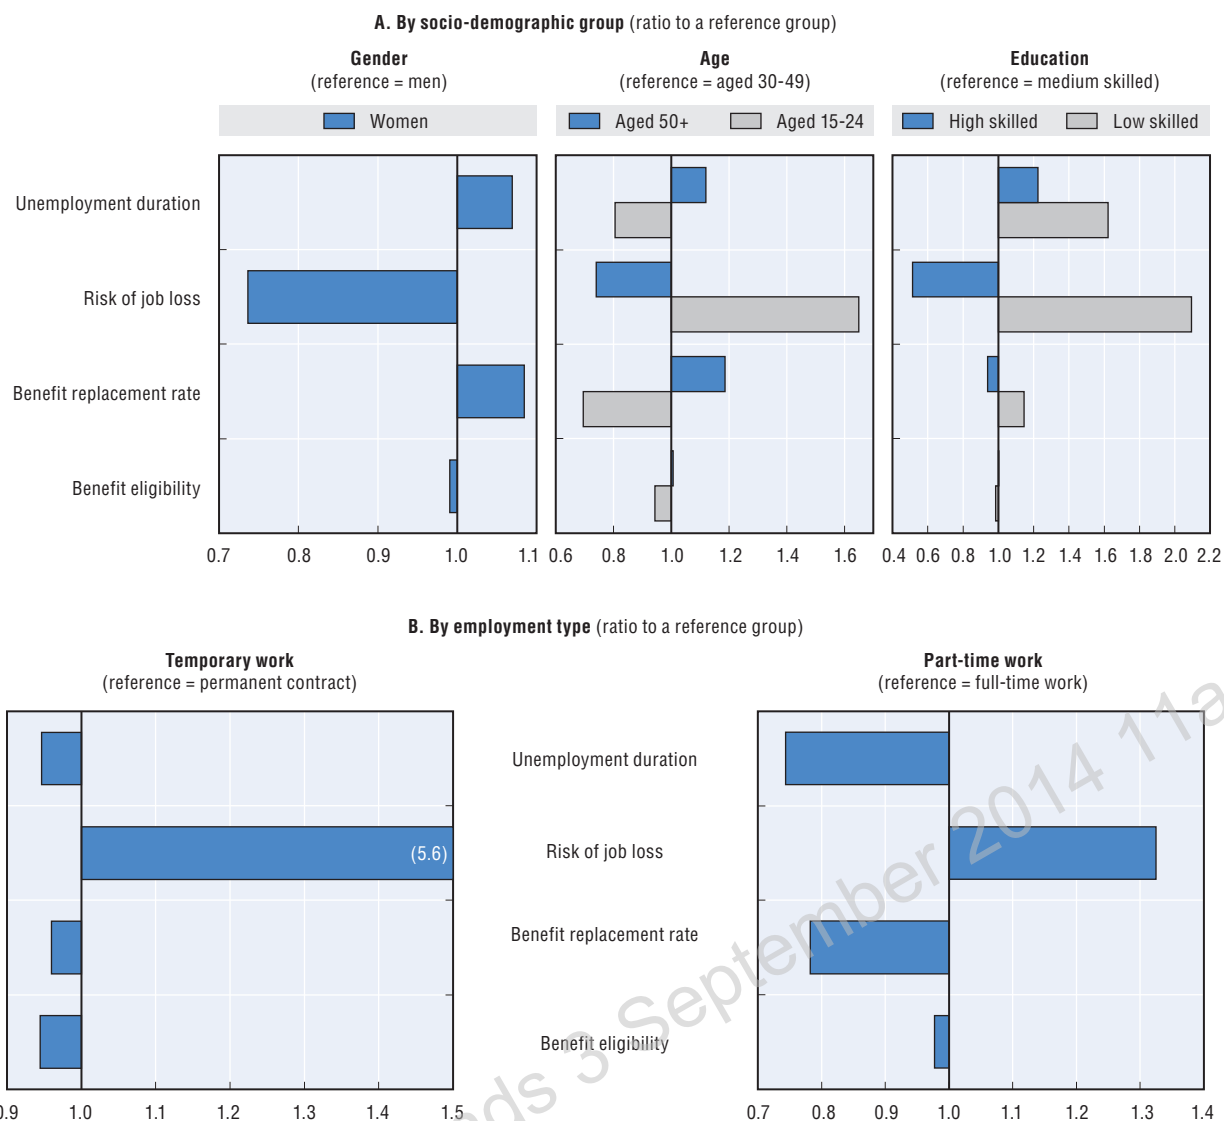 A. By socio-demographic group (ratio to a reference group)
Gender
(reference = men)
Age
(reference = aged 30-49)
Education
(reference = medium skilled)
Women
Aged 50+ Aged 15-24
High skilled Low skilled
Unemployment duration
Risk of job loss
Benefit replacement rate
Benefit eligibility
0.7 0.8 0.9 1.0 1.1
0.6 0.8 1.0 1.2 1.4 1.6
0.4 0.6 0.8 1.0 1.2 1.4 1.6 1.8 2.0 2.2
B. By employment type (ratio to a reference group)
Temporary work
(reference = permanent contract)
Part-time work
(reference = full-time work)
Unemployment duration
(5.6)
Risk of job loss
Benefit replacement rate
Benefit eligibility
0.9 1.0 1.1 1.2 1.3 1.4 1.5
0.7 0.8 0.9 1.0 1.1 1.2 1.3 1.4
3 September 2014 11a